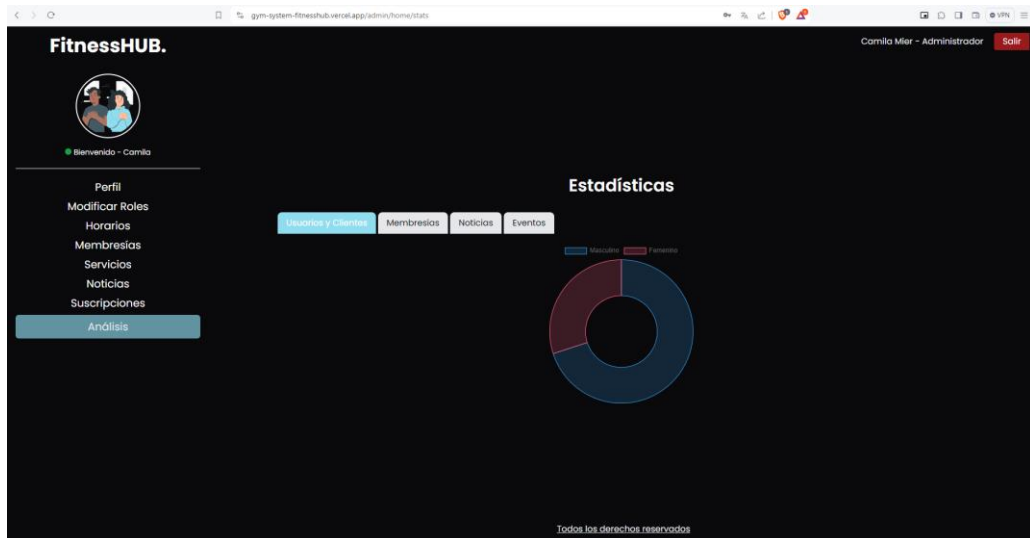 gym-system-fitnesshub.vercel.app/admin/home/stats
VPN
FitnessHUB.
Camila Mier - Administrador
Salir
Bienvenido - Camila
Perfil
Modificar Roles
Horarios
Membresías
Servicios
Noticias
Suscripciones
Análisis
Estadísticas
Usuarios y Clientes
Membresías
Noticias
Eventos
Masculino
Femenino
Todos los derechos reservados